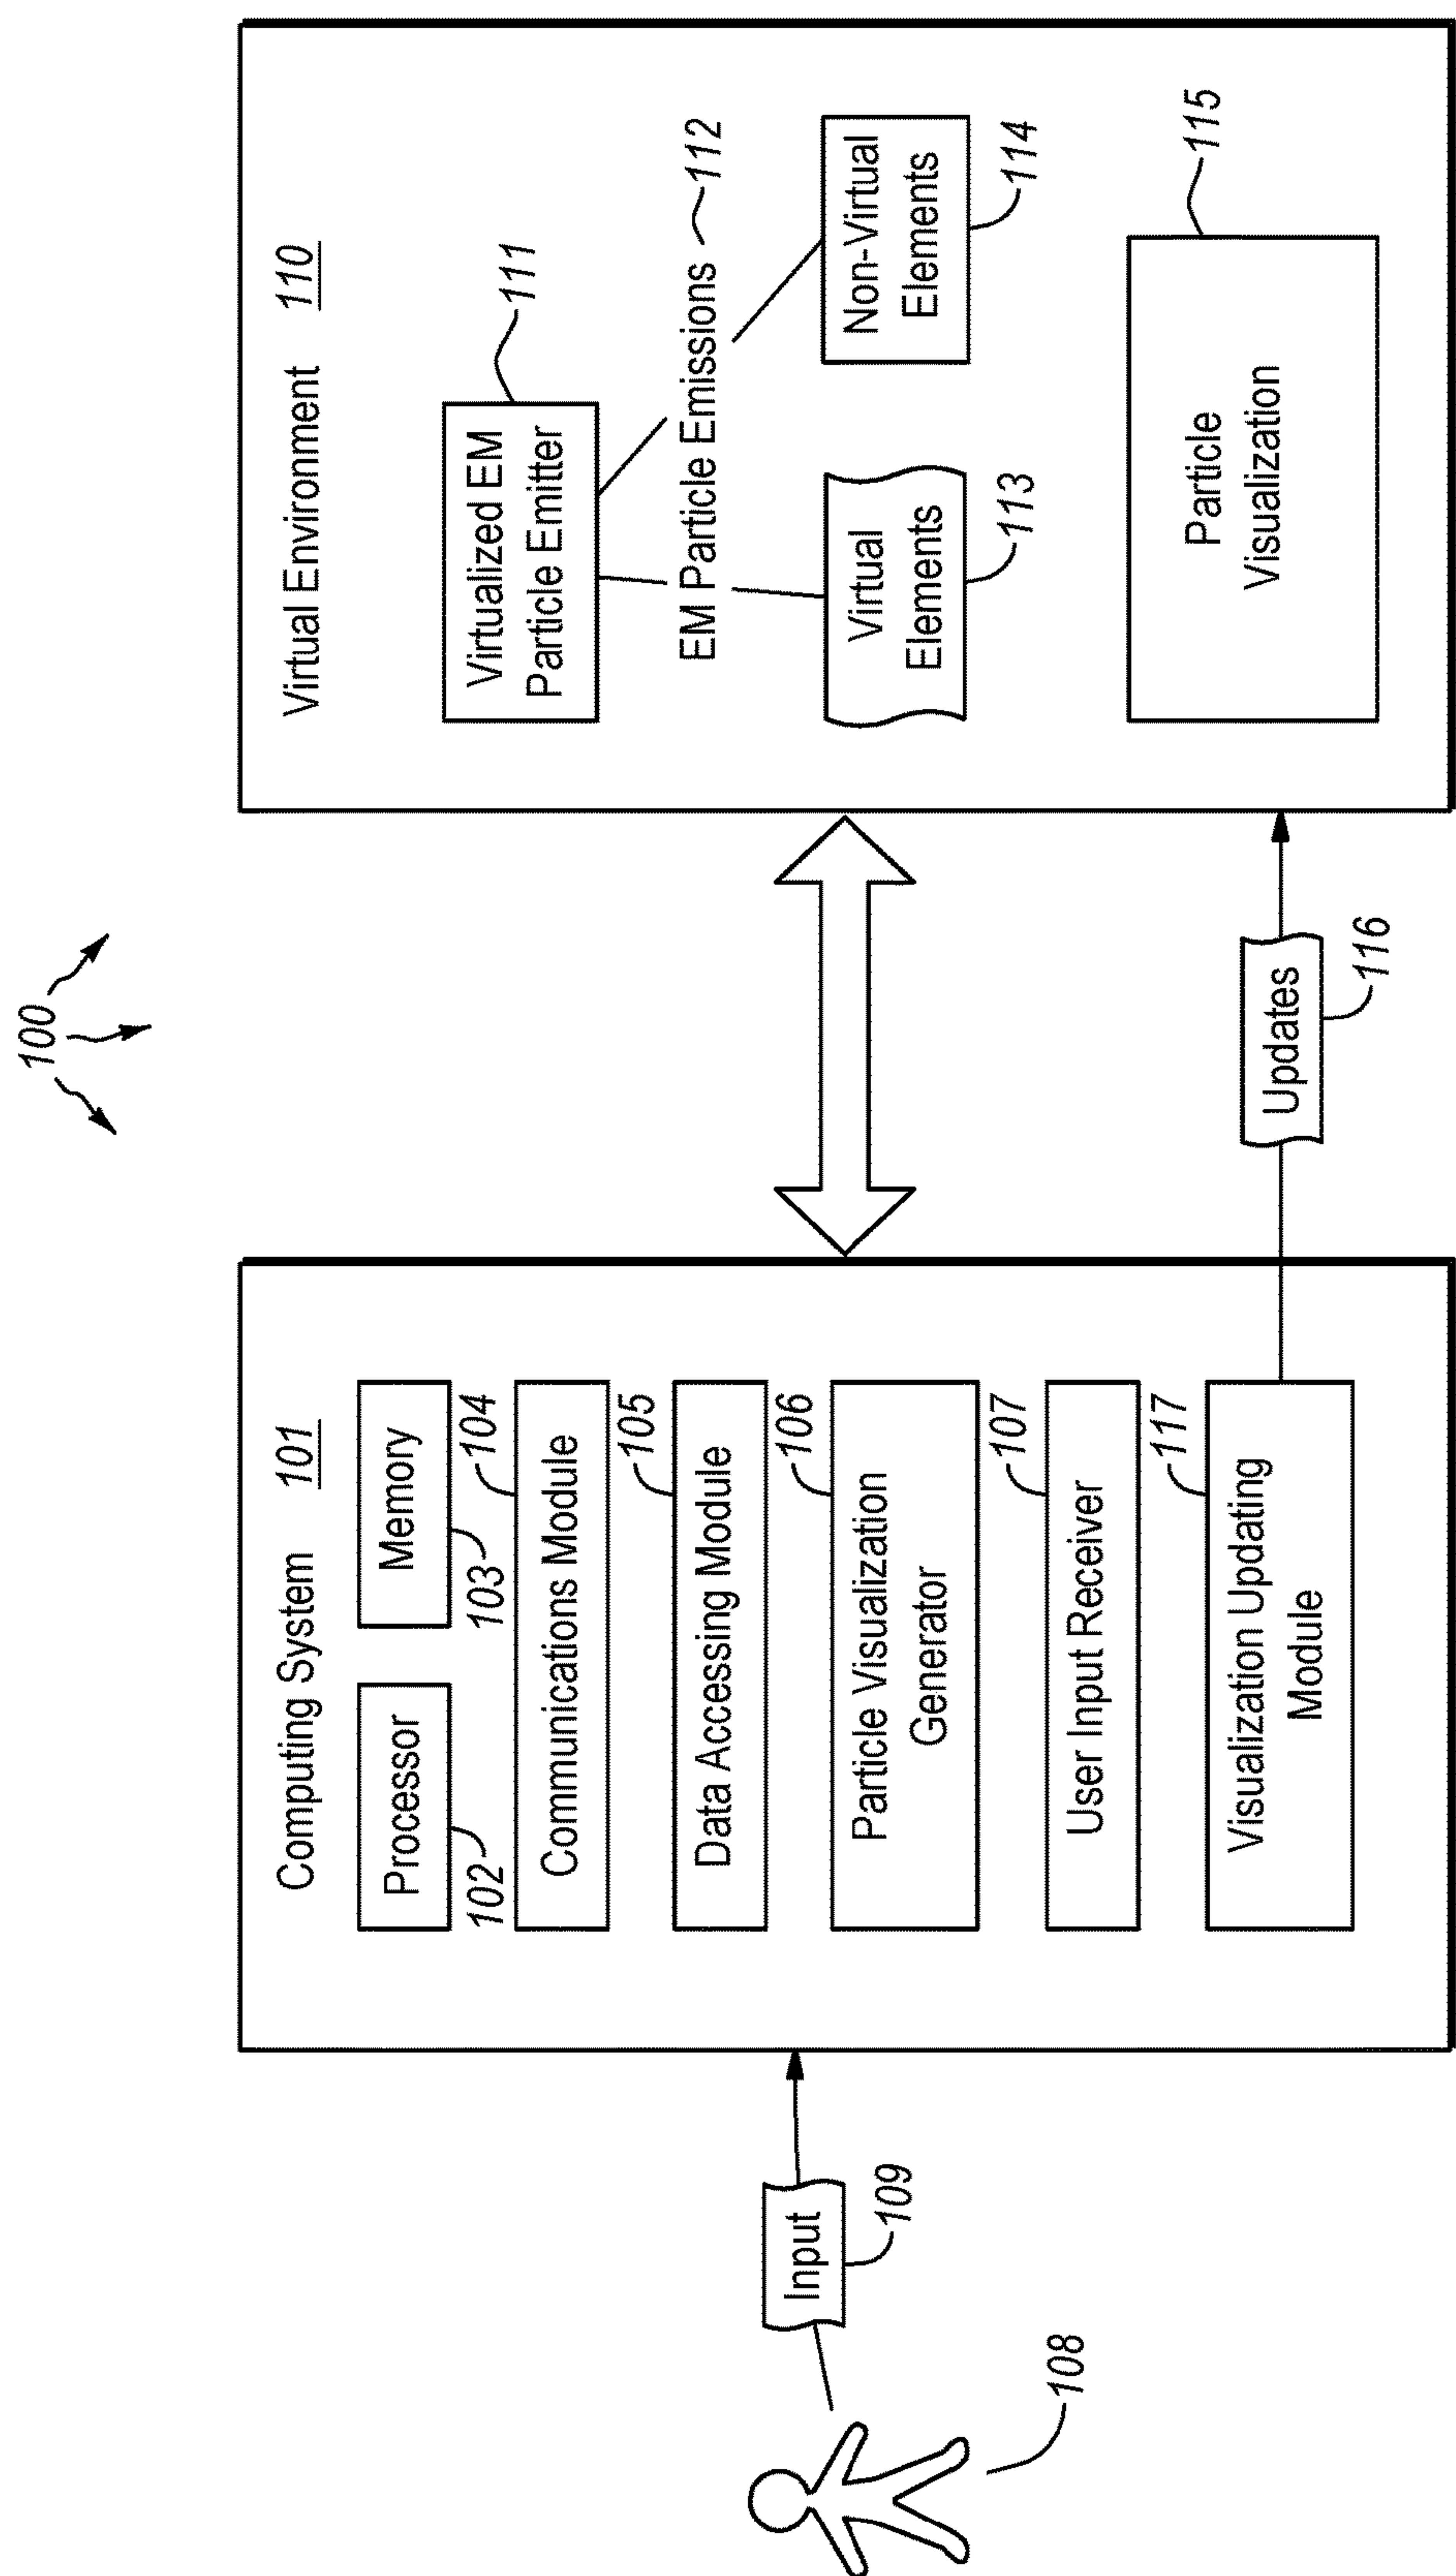 100
108
Input
109
Computing System 101
Processor
102
Memory
103
104
Communications Module
105
Data Accessing Module
106
Particle Visualization
Generator
107
User Input Receiver
117
Visualization Updating
Module
Updates
116
Virtual Environment 110
Virtualized EM
Particle Emitter
111
EM Particle Emissions 112
Virtual
Elements
113
Non-Virtual
Elements
114
Particle
Visualization
115